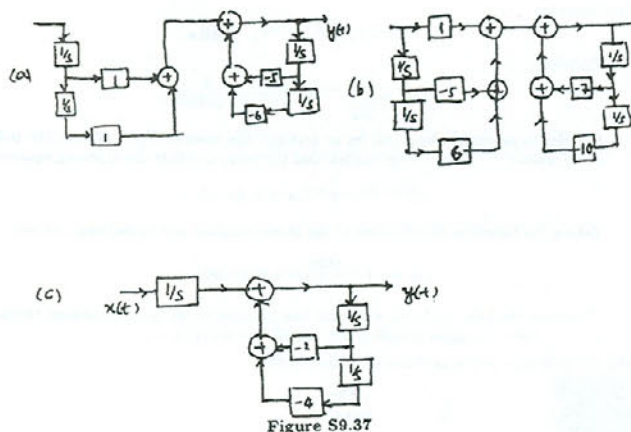 (a)
1/s
1
1/s
1
+
+
+
-5
1/s
1/s
-6
y(t)
(b)
1
+
+
1/s
-5
+
+
-7
1/s
1/s
1/s
6
-10
(c)
x(t)
1/s
+
y(t)
1/s
+
-2
1/s
-4
Figure S9.37